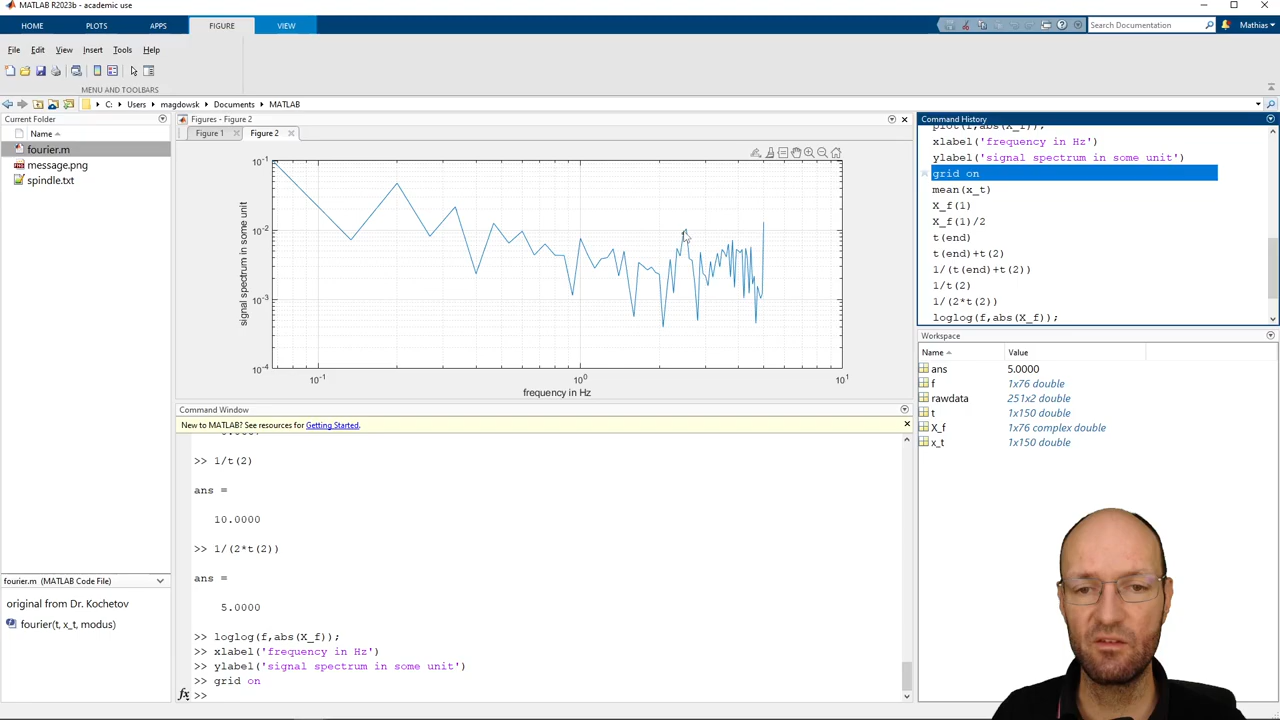 MATLAB R2023b - academic use
HOME PLOTS APPS FIGURE VIEW
Search Documentation
Mathias
File Edit View Insert Tools Help
MENU AND TOOLBARS
C: Users magdowsk Documents MATLAB
Current Folder
Name
fourier.m
message.png
spindle.txt
fourier.m (MATLAB Code File)
original from Dr. Kochetov
fourier(t, x_t, modus)
Figures - Figure 2
Figure 1 Figure 2
10^-1
10^-2
10^-3
10^-4
signal spectrum in some unit
10^-1 10^0 10^1
frequency in Hz
Command Window
New to MATLAB? See resources for Getting Started.
>> 1/t(2)
ans =
10.0000
>> 1/(2*t(2))
ans =
5.0000
>> loglog(f,abs(X_f));
>> xlabel('frequency in Hz')
>> ylabel('signal spectrum in some unit')
>> grid on
fx >>
Command History
plot(f,abs(X_f));
xlabel('frequency in Hz')
ylabel('signal spectrum in some unit')
grid on
mean(x_t)
X_f(1)
X_f(1)/2
t(end)
t(end)+t(2)
1/(t(end)+t(2))
1/t(2)
1/(2*t(2))
loglog(f,abs(X_f));
Workspace
Name Value
ans 5.0000
f 1x76 double
rawdata 251x2 double
t 1x150 double
X_f 1x76 complex double
x_t 1x150 double